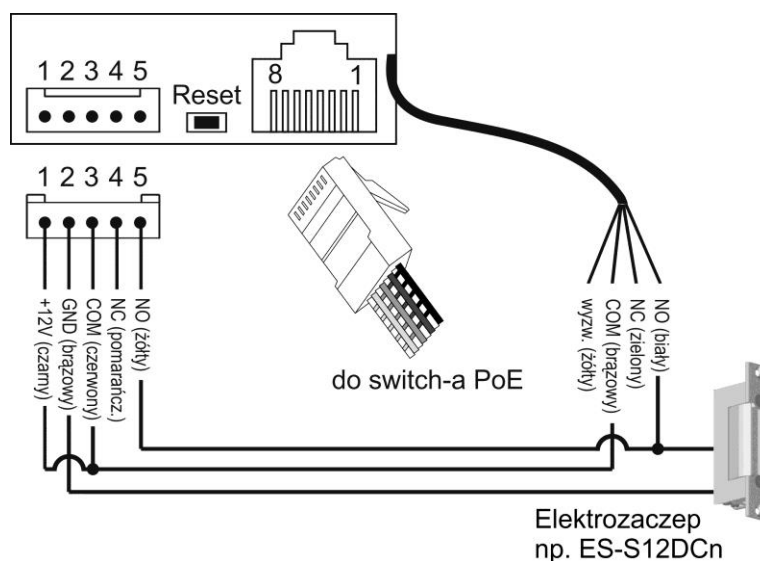 1 2 3 4 5
Reset
8 1
1 2 3 4 5
+12V (czarny)
GND (brązowy)
COM (czerwony)
NC (pomarańcz.)
NO (żółty)
do switch-a PoE
wyzw. (żółty)
COM (brązowy)
NC (zielony)
NO (biały)
Elektrozaczep
np. ES-S12DCn